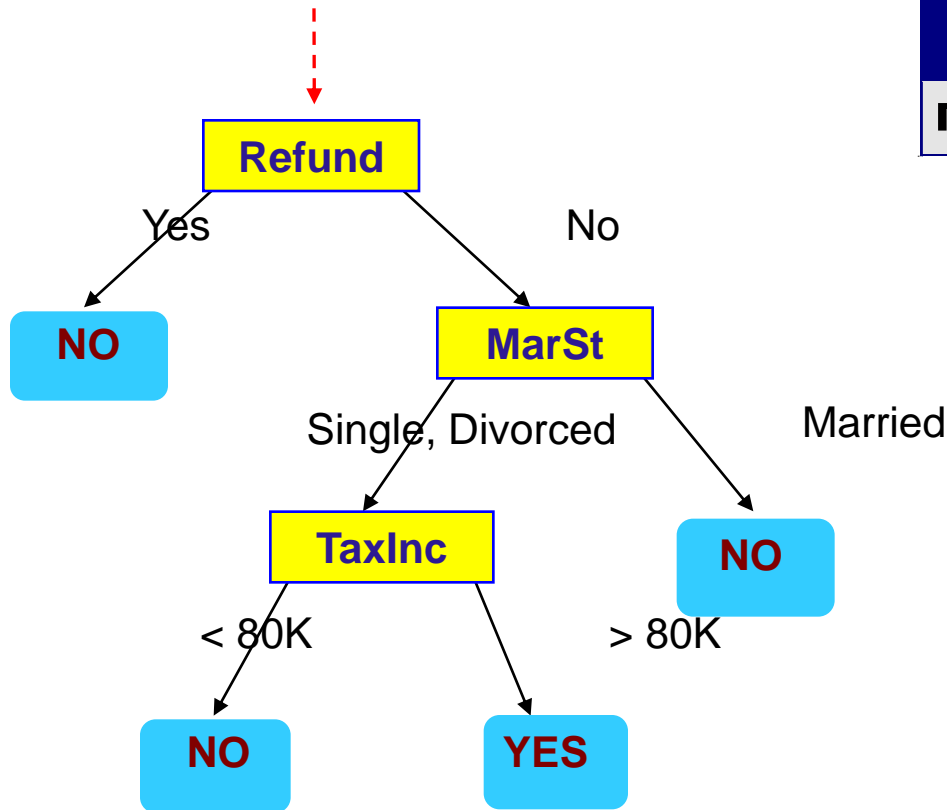 Refund
Yes
No
NO
MarSt
Single, Divorced
Married
TaxInc
NO
< 80K
> 80K
NO
YES